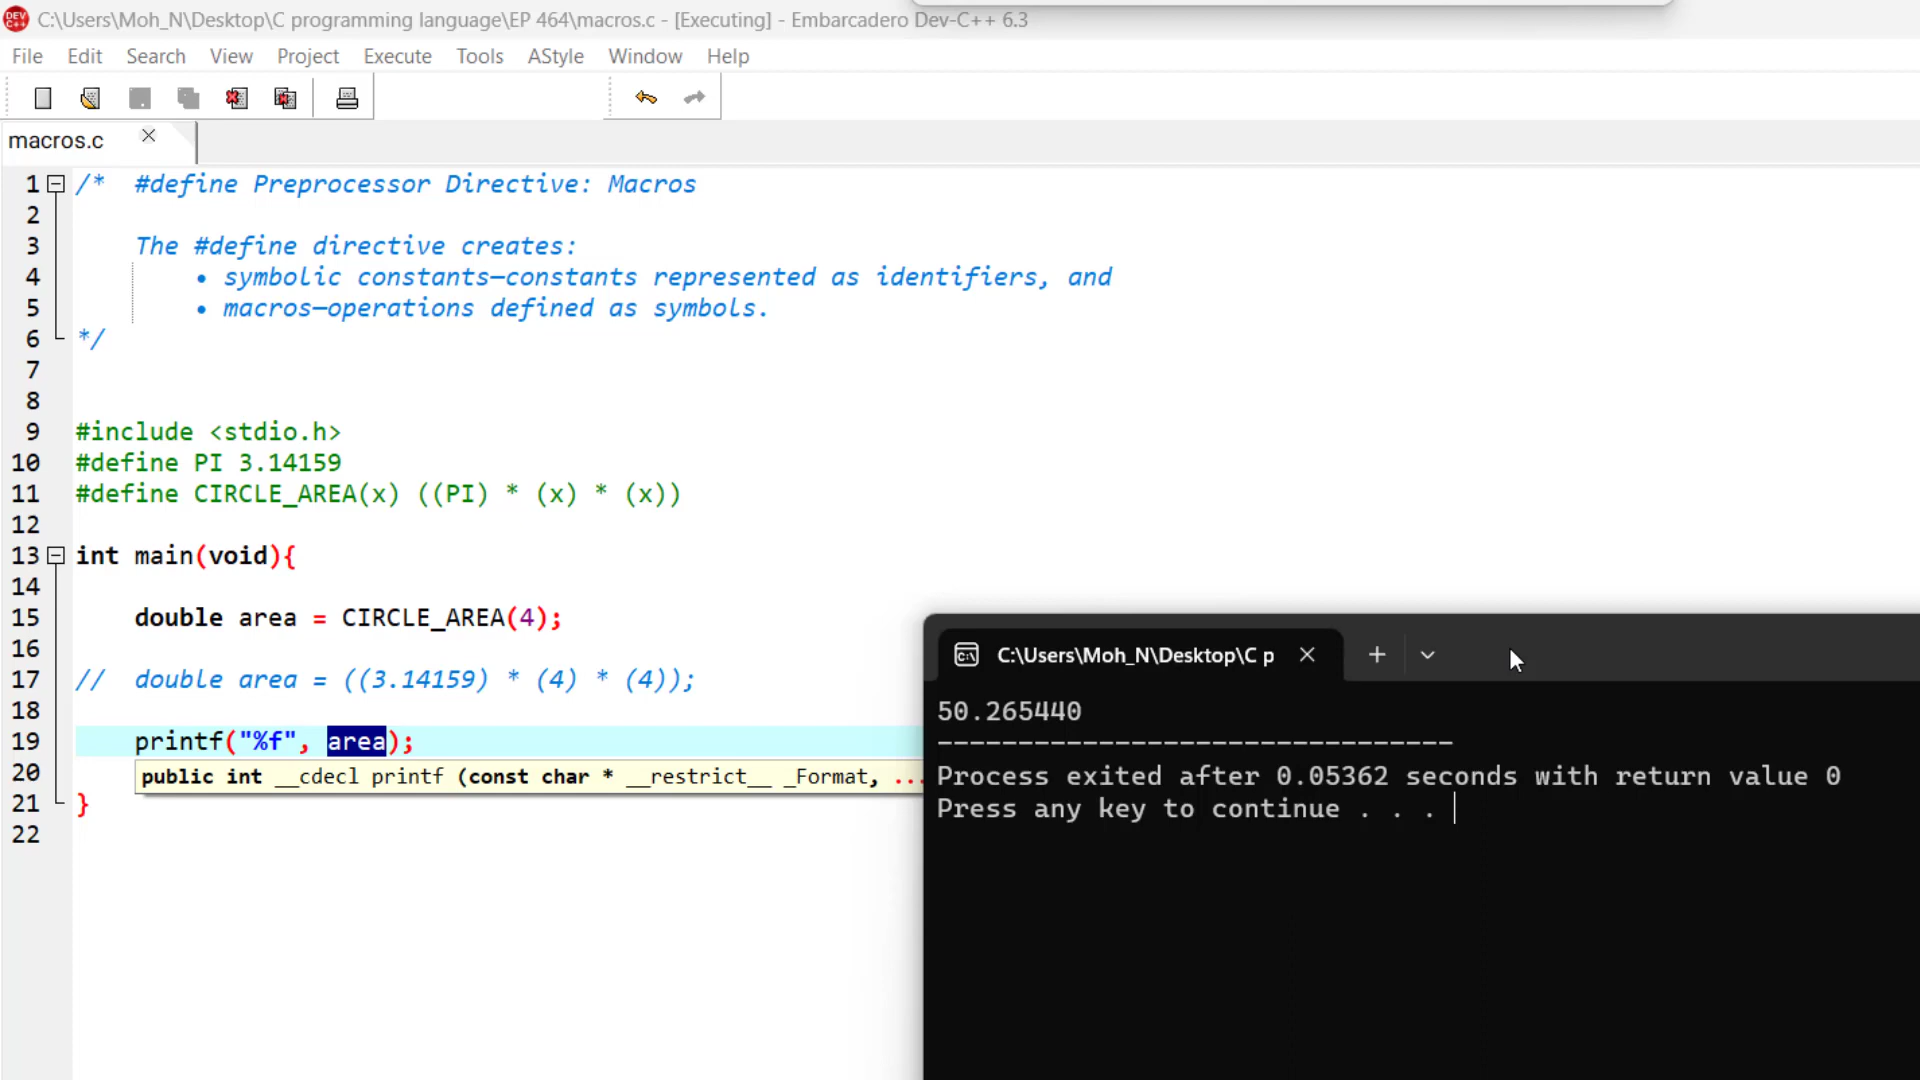 C:\Users\Moh_N\Desktop\C programming language\EP 464\macros.c - [Executing] - Embarcadero Dev-C++ 6.3
File Edit Search View Project Execute Tools AStyle Window Help
macros.c
1 /* #define Preprocessor Directive: Macros
2
3 The #define directive creates:
4 • symbolic constants—constants represented as identifiers, and
5 • macros—operations defined as symbols.
6 */
7
8
9 #include <stdio.h>
10 #define PI 3.14159
11 #define CIRCLE_AREA(x) ((PI) * (x) * (x))
12
13 int main(void){
14
15 double area = CIRCLE_AREA(4);
16
17 // double area = ((3.14159) * (4) * (4));
18
19 printf("%f", area);
20 public int __cdecl printf (const char * __restrict__ _Format, ...
21 }
22
C:\Users\Moh_N\Desktop\C p
50.265440
--------------------------------
Process exited after 0.05362 seconds with return value 0
Press any key to continue . . .